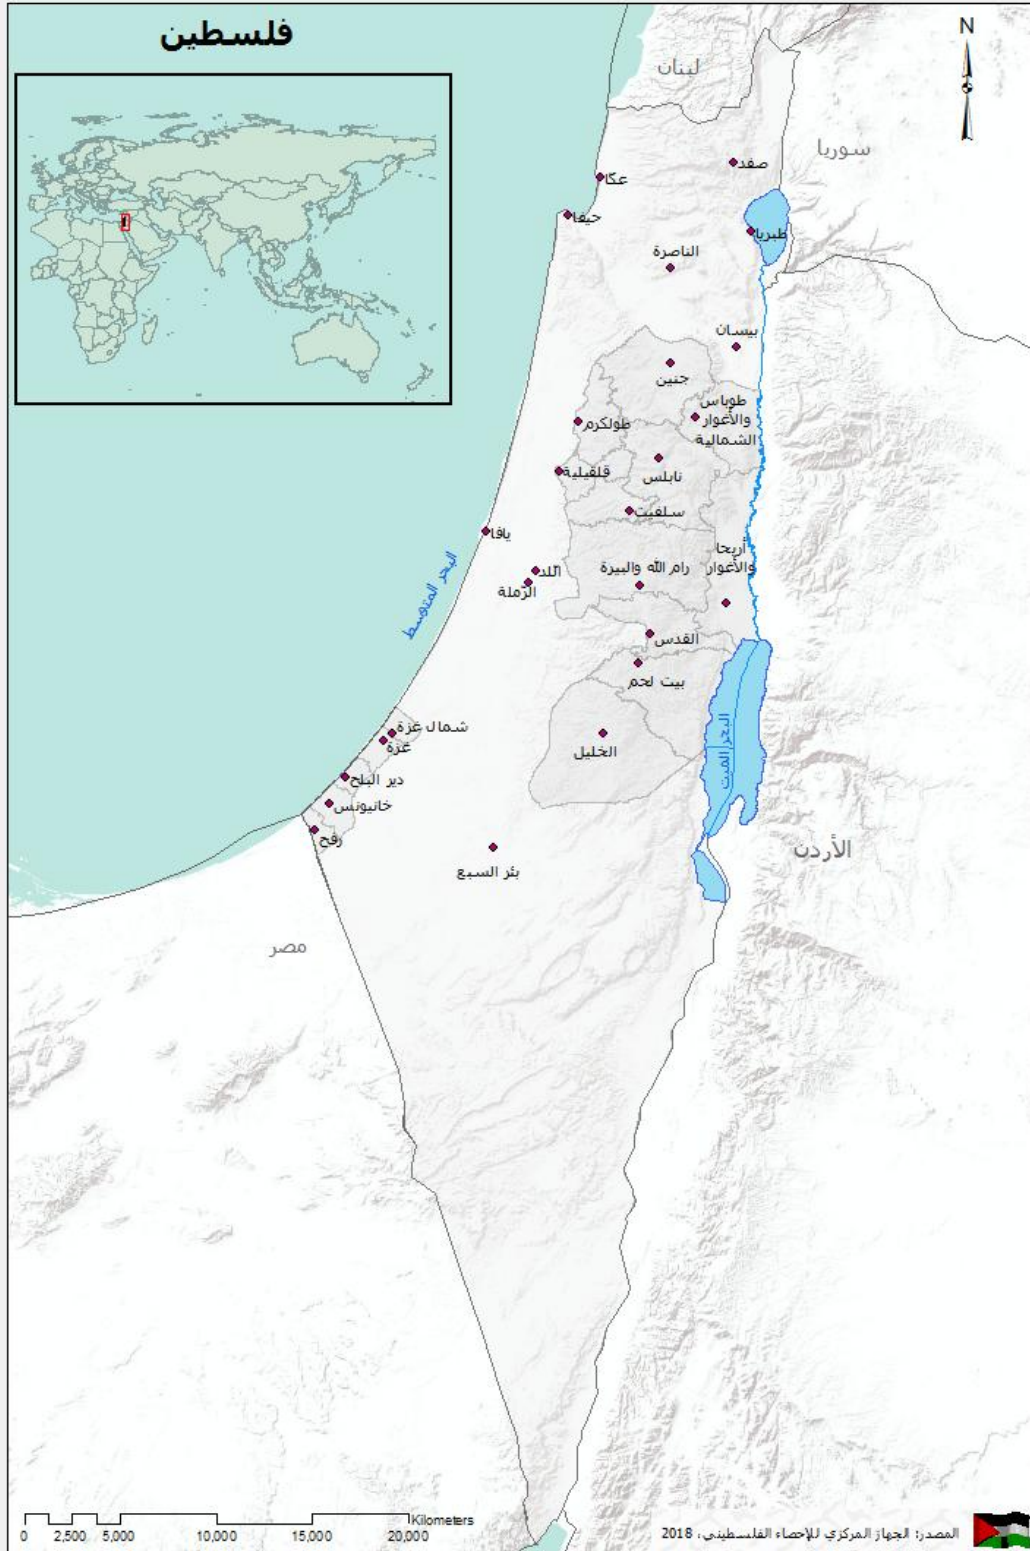 فلسطين
N
لبنان
سوريا
صفد
عكا
حيفا
طبريا
الناصرة
بيسان
جنين
طوباس
والأغوار
الشمالية
طولكرم
نابلس
قلقيلية
سلفيت
يافا
أريحا
والأغوار
رام الله والبيرة
اللد
الرملة
البحر المتوسط
القدس
بيت لحم
شمال غزة
غزة
الخليل
البحر الميت
دير البلح
خانيونس
رفح
الأردن
بئر السبع
مصر
Kilometers
0 2,500 5,000 10,000 15,000 20,000
المصدر: الجهاز المركزي للإحصاء الفلسطيني، 2018